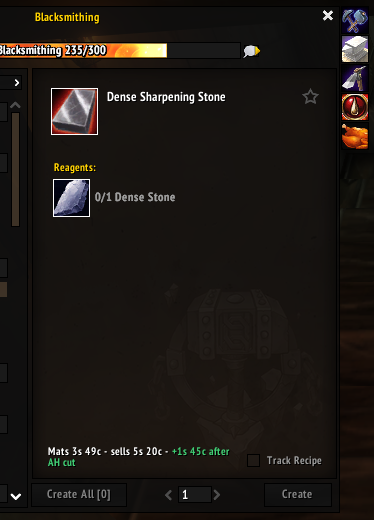 Blacksmithing
Blacksmithing 235/300
Dense Sharpening Stone
Reagents:
0/1 Dense Stone
Mats 3s 49c - sells 5s 20c - +1s 45c after
AH cut
Track Recipe
Create All [0]
1
Create